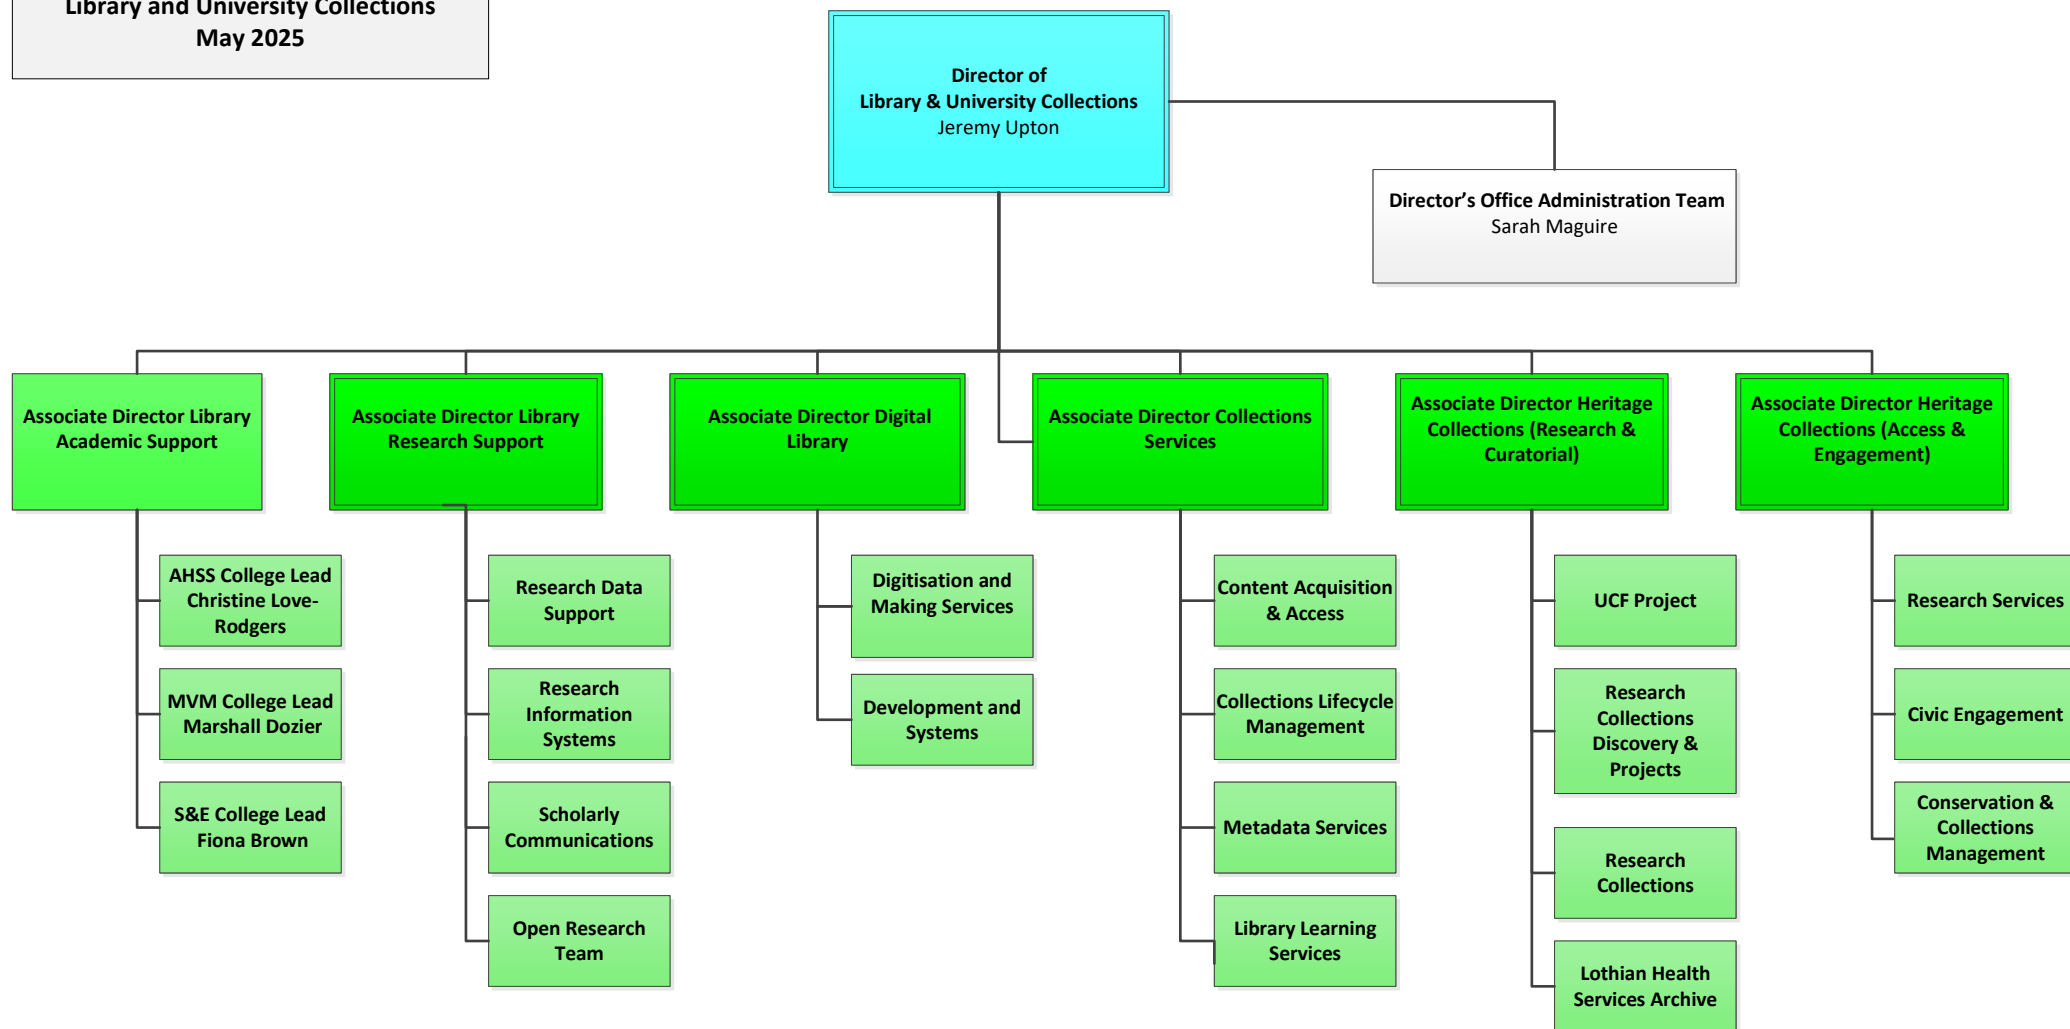 Library and University Collections
May 2025
Director of
Library & University Collections
Jeremy Upton
Director’s Office Administration Team
Sarah Maguire
Associate Director Library
Academic Support
Associate Director Library
Research Support
Associate Director Digital
Library
Associate Director Collections
Services
Associate Director Heritage
Collections (Research &
Curatorial)
Associate Director Heritage
Collections (Access &
Engagement)
AHSS College Lead
Christine Love-
Rodgers
MVM College Lead
Marshall Dozier
S&E College Lead
Fiona Brown
Research Data
Support
Research
Information
Systems
Scholarly
Communications
Open Research
Team
Digitisation and
Making Services
Development and
Systems
Content Acquisition
& Access
Collections Lifecycle
Management
Metadata Services
Library Learning
Services
UCF Project
Research
Collections
Discovery &
Projects
Research
Collections
Lothian Health
Services Archive
Research Services
Civic Engagement
Conservation &
Collections
Management